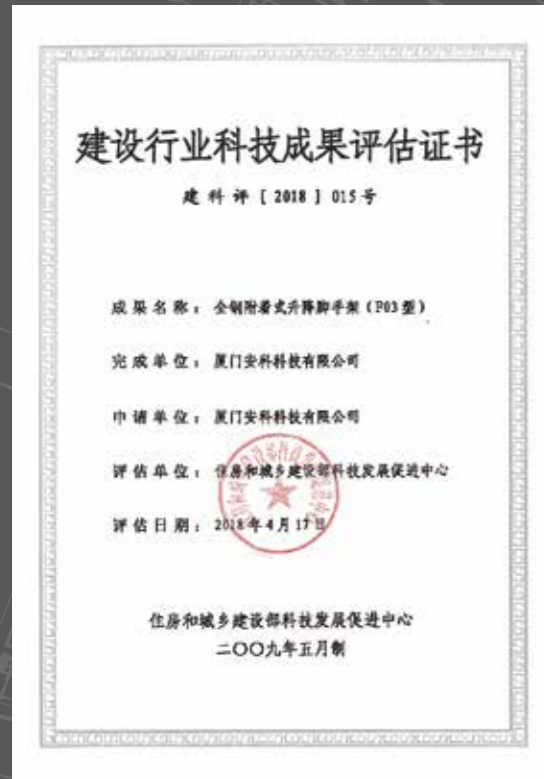 建设行业科技成果评估证书
建科评[2018]015号
成果名称：全钢附着式升降脚手架（F03型）
完成单位：厦门安科科技有限公司
申请单位：厦门安科科技有限公司
评估单位：住房和城乡建设部科技发展促进中心
评估日期：2018年4月17日
住房和城乡建设部科技发展促进中心
二〇〇九年五月制